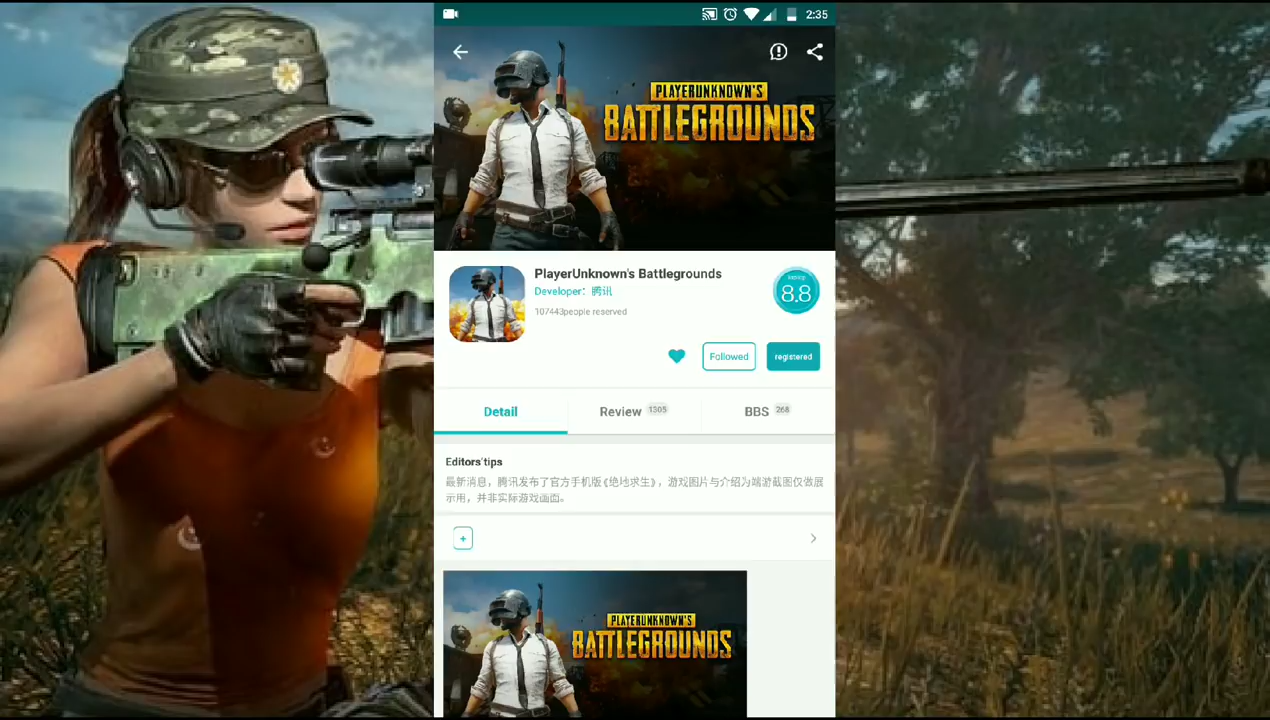 2:35
PLAYERUNKNOWN'S
BATTLEGROUNDS
PlayerUnknown's Battlegrounds
Developer: 腾讯
107443people reserved
8.8
Followed
registered
Detail
Review 1305
BBS 268
Editors'tips
最新消息，腾讯发布了官方手机版《绝地求生》，游戏图片与介绍为端游截图仅做展
示用，并非实际游戏画面。
PLAYERUNKNOWN'S
BATTLEGROUNDS